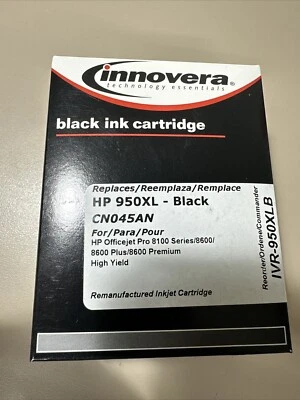 innovera®
technology essentials
black ink cartridge
Replaces/Reemplaza/Remplace
HP 950XL - Black
CN045AN
For/Para/Pour
HP Officejet Pro 8100 Series/8600/
8600 Plus/8600 Premium
High Yield
Remanufactured Inkjet Cartridge
Reorder/Ordene/Commander
IVR-950XLB